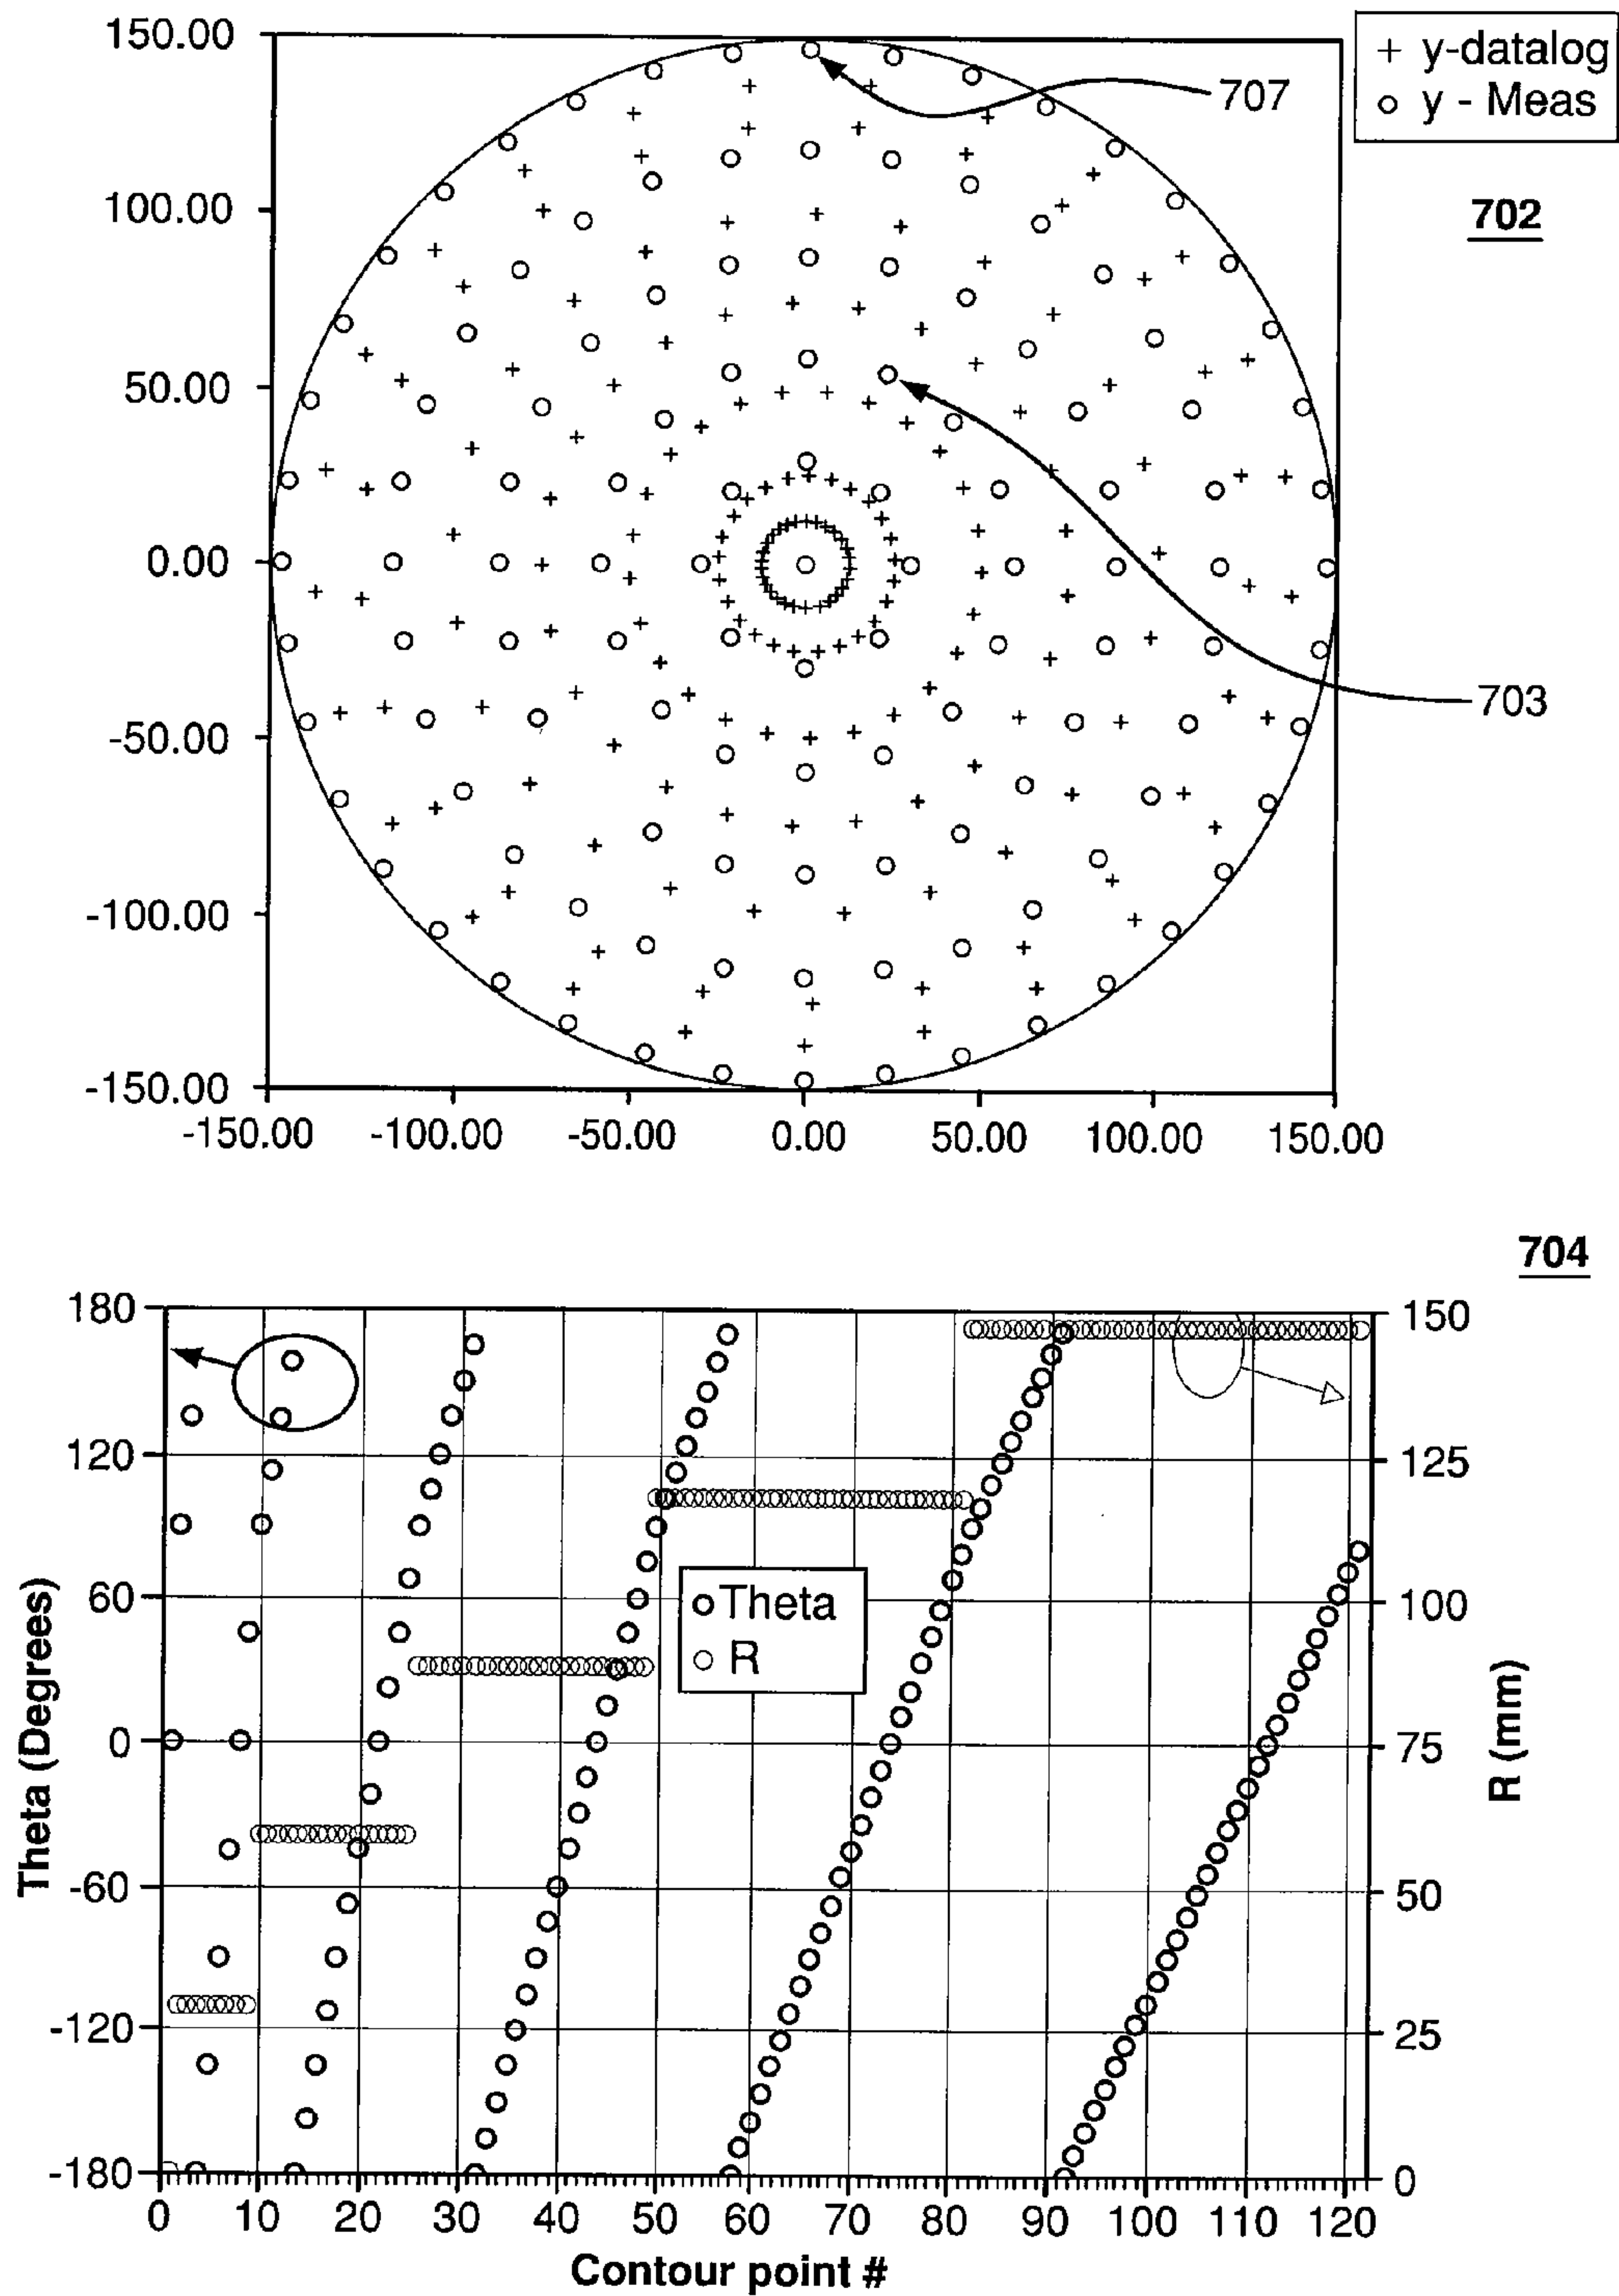 150.00
100.00
50.00
0.00
-50.00
-100.00
-150.00
-150.00 -100.00 -50.00 0.00 50.00 100.00 150.00
+ y-datalog
o y - Meas
707
702
703
704
180
120
60
0
-60
-120
-180
Theta (Degrees)
Theta
R
150
125
100
75
50
25
0
R (mm)
0 10 20 30 40 50 60 70 80 90 100 110 120
Contour point #